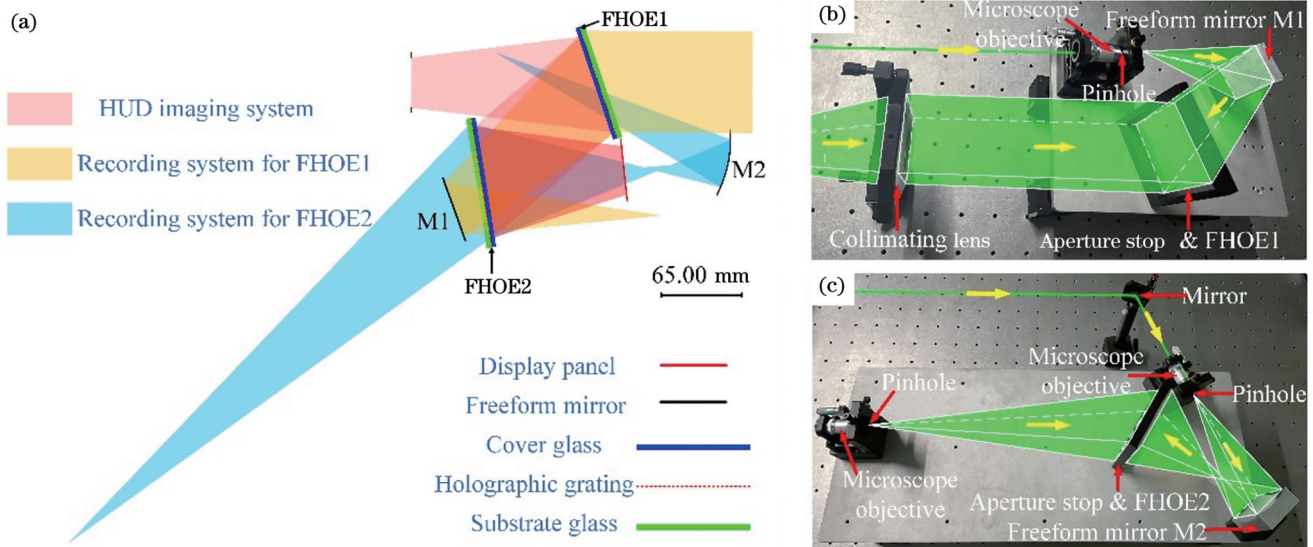 (a)
FHOE1
HUD imaging system
Recording system for FHOE1
Recording system for FHOE2
M2
M1
FHOE2
65.00 mm
Display panel
Freeform mirror
Cover glass
Holographic grating
Substrate glass
(b)
Microscope
objective
Freeform mirror M1
Pinhole
Collimating lens
Aperture stop & FHOE1
(c)
Mirror
Microscope
objective
Pinhole
Pinhole
Microscope
objective
Aperture stop & FHOE2
Freeform mirror M2